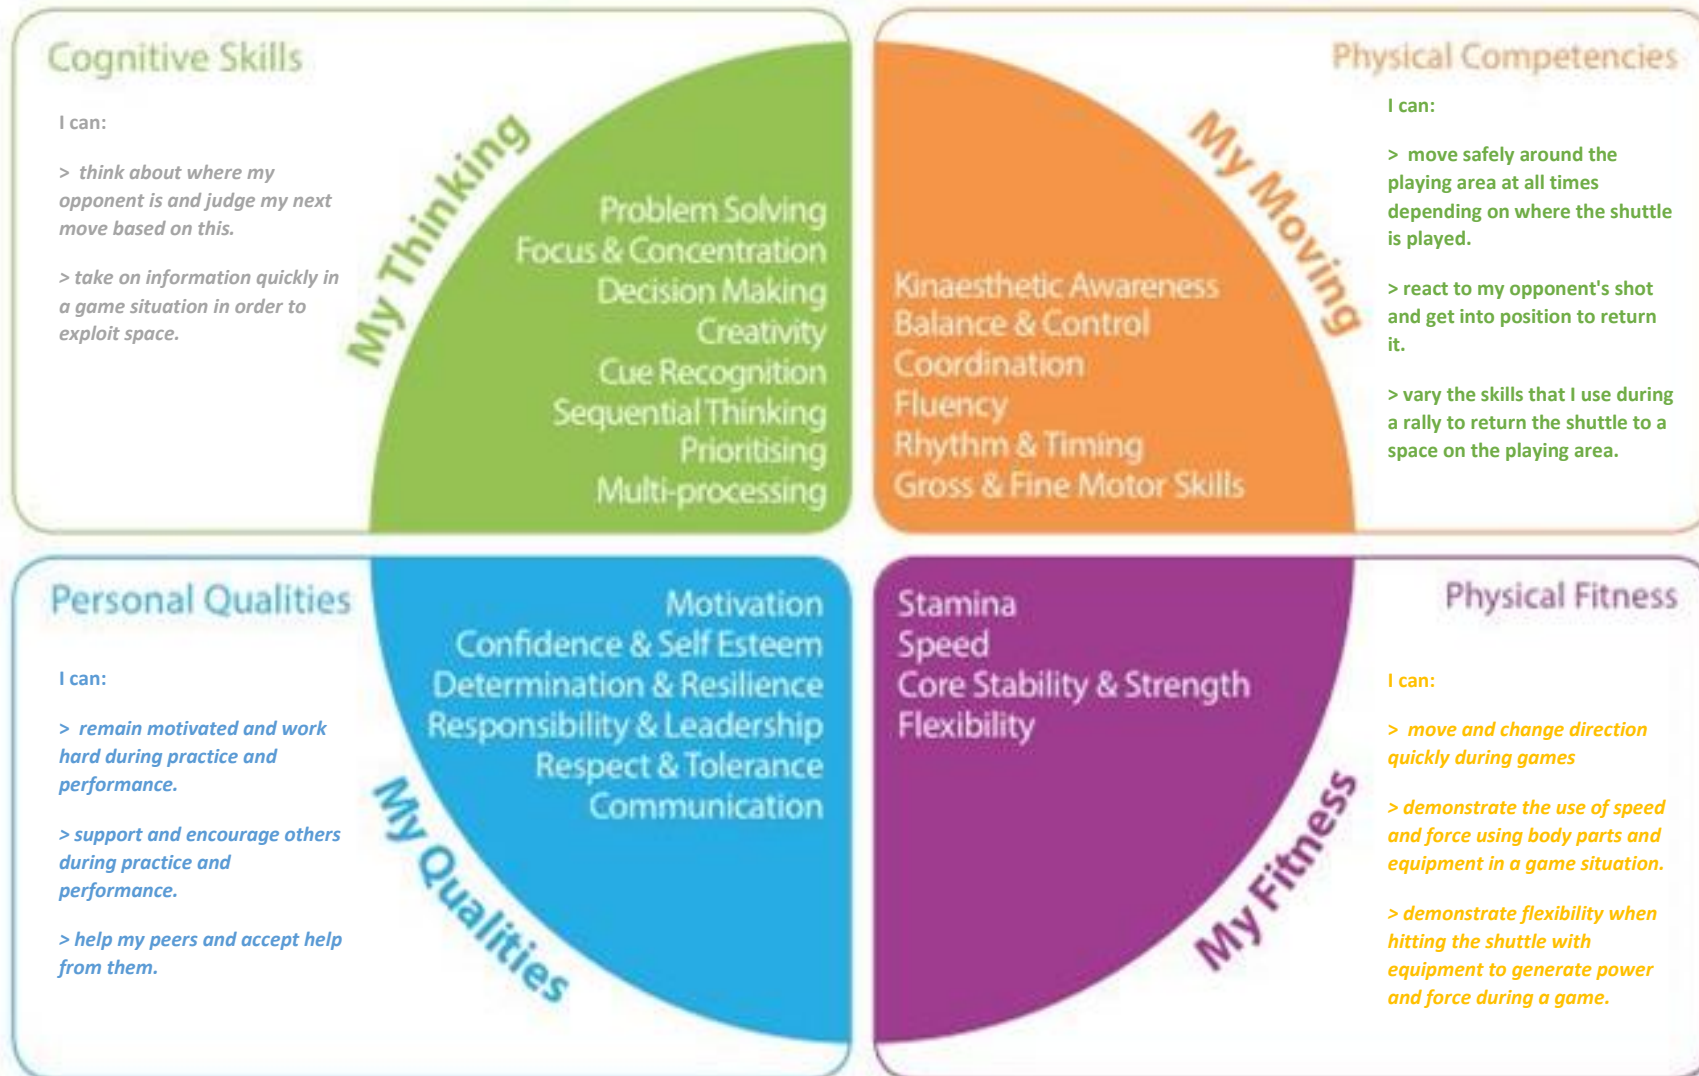 Cognitive Skills
I can:
> think about where my
opponent is and judge my next
move based on this.
> take on information quickly in
a game situation in order to
exploit space.
My Thinking
Problem Solving
Focus & Concentration
Decision Making
Creativity
Cue Recognition
Sequential Thinking
Prioritising
Multi-processing
Physical Competencies
I can:
> move safely around the
playing area at all times
depending on where the shuttle
is played.
> react to my opponent's shot
and get into position to return
it.
> vary the skills that I use during
a rally to return the shuttle to a
space on the playing area.
My Moving
Kinaesthetic Awareness
Balance & Control
Coordination
Fluency
Rhythm & Timing
Gross & Fine Motor Skills
Personal Qualities
I can:
> remain motivated and work
hard during practice and
performance.
> support and encourage others
during practice and
performance.
> help my peers and accept help
from them.
My Qualities
Motivation
Confidence & Self Esteem
Determination & Resilience
Responsibility & Leadership
Respect & Tolerance
Communication
Physical Fitness
I can:
> move and change direction
quickly during games
> demonstrate the use of speed
and force using body parts and
equipment in a game situation.
> demonstrate flexibility when
hitting the shuttle with
equipment to generate power
and force during a game.
My Fitness
Stamina
Speed
Core Stability & Strength
Flexibility